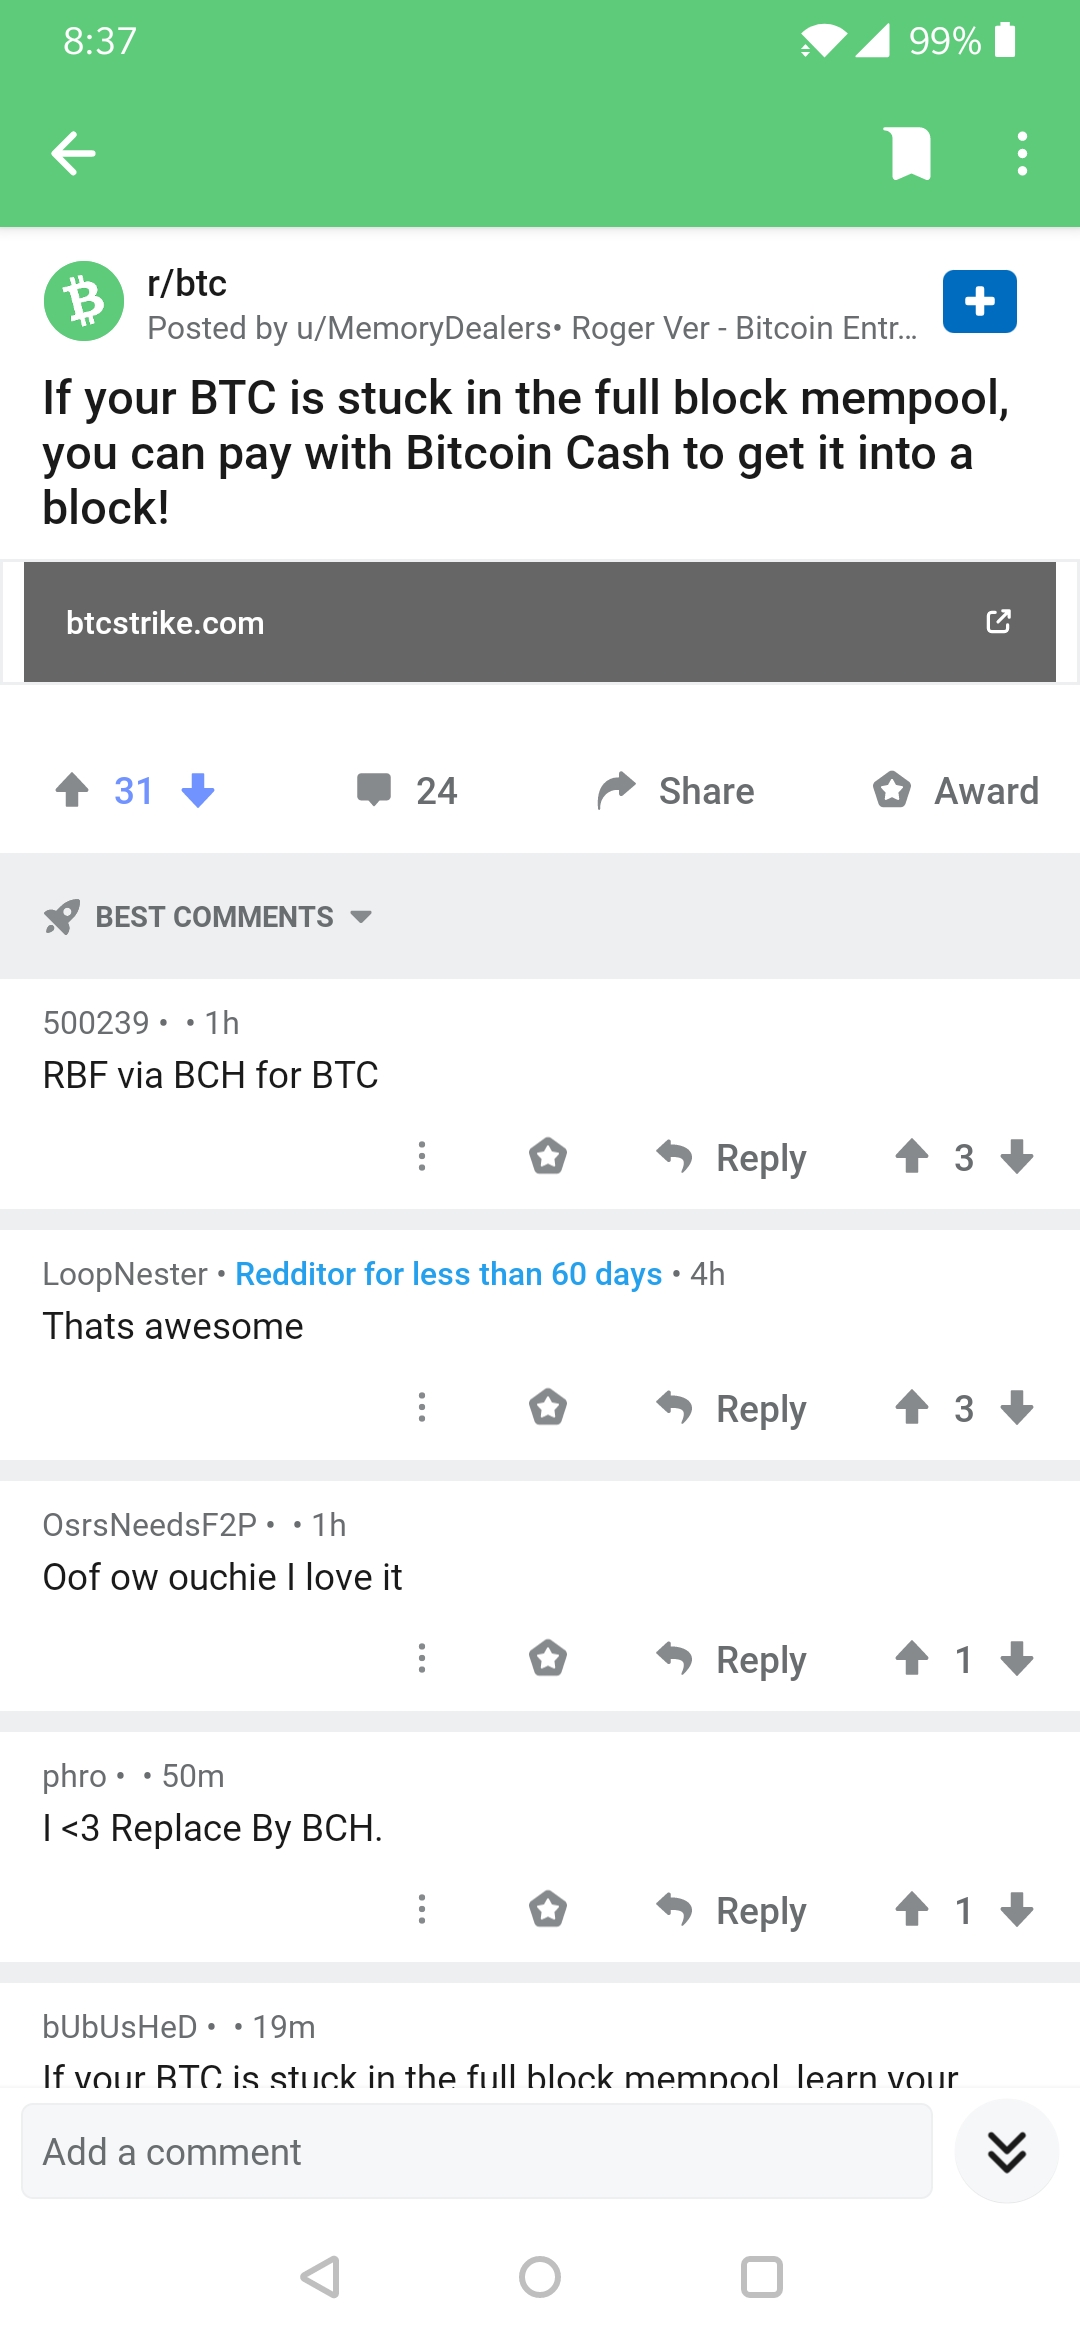 8:37
99%
r/btc
Posted by u/MemoryDealers• Roger Ver - Bitcoin Entr...
If your BTC is stuck in the full block mempool,
you can pay with Bitcoin Cash to get it into a
block!
btcstrike.com
31
24
Share
Award
BEST COMMENTS
500239 • • 1h
RBF via BCH for BTC
Reply
3
LoopNester • Redditor for less than 60 days • 4h
Thats awesome
Reply
3
OsrsNeedsF2P • • 1h
Oof ow ouchie I love it
Reply
1
phro • • 50m
I <3 Replace By BCH.
Reply
1
bUbUsHeD • • 19m
If your BTC is stuck in the full block mempool, learn your
Add a comment